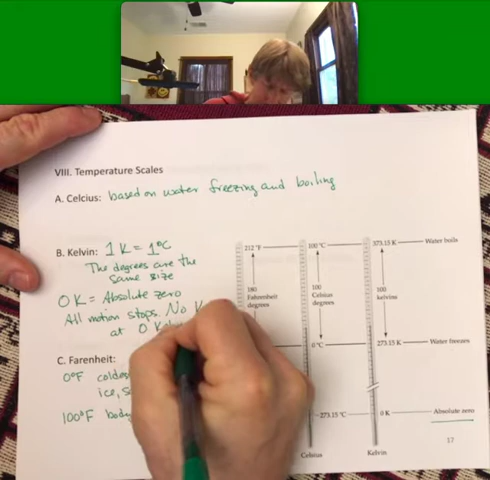 VIII. Temperature Scales
A. Celcius: based on water freezing and boiling
B. Kelvin: 1 K = 1°C
The degrees are the
same size
0 K = Absolute zero
All motion stops. No
at 0
C. Farenheit:
0°F
ice,
100°F body
212 °F
100 °C
373.15 K
Water boils
180
Fahrenheit
degrees
100
Celsius
degrees
100
kelvins
0 °C
273.15 K
Water freezes
−273.15 °C
0 K
Absolute zero
Celsius
Kelvin
17